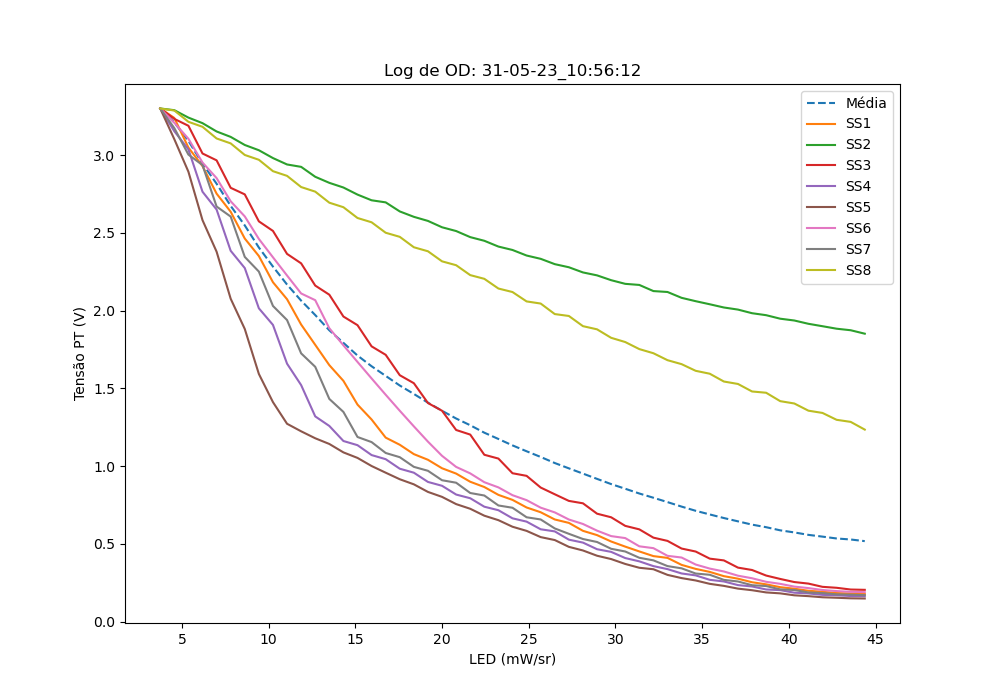 Log de OD: 31-05-23_10:56:12
Média
SS1
SS2
SS3
SS4
SS5
SS6
SS7
SS8
Tensão PT (V)
3.0
2.5
2.0
1.5
1.0
0.5
0.0
5 10 15 20 25 30 35 40 45
LED (mW/sr)